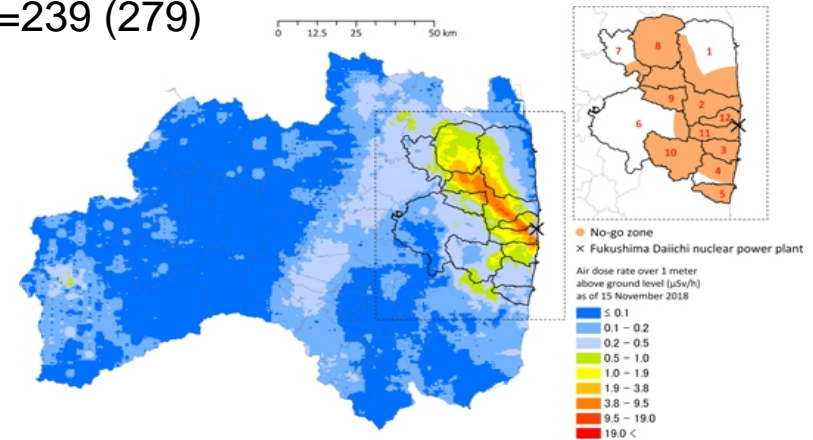 =239 (279)
0 12.5 25 50 km
7 8 1
9 2
6 12
11
10 3
4
5
No-go zone
× Fukushima Daiichi nuclear power plant
Air dose rate over 1 meter
above ground level (μSv/h)
as of 15 November 2018
≤ 0.1
0.1 − 0.2
0.2 − 0.5
0.5 − 1.0
1.0 − 1.9
1.9 − 3.8
3.8 − 9.5
9.5 − 19.0
19.0 <